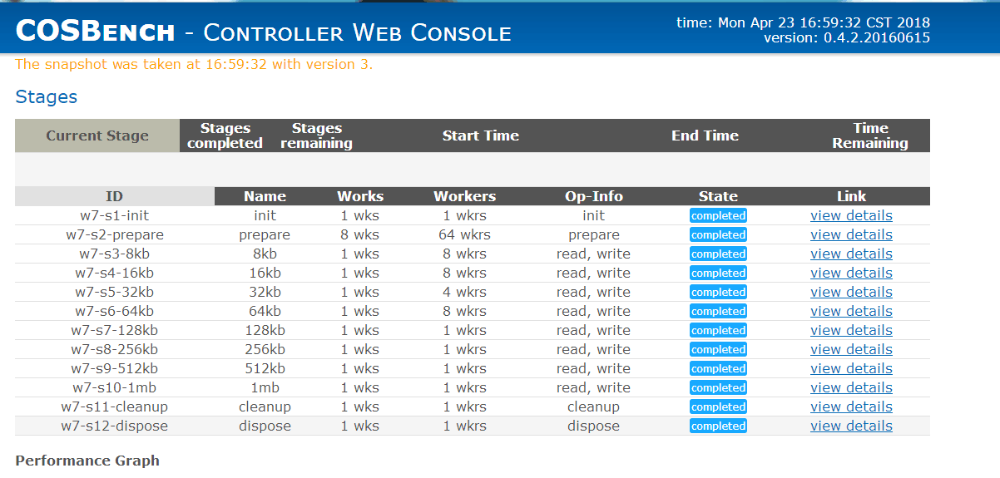 COSBENCH - CONTROLLER WEB CONSOLE
time: Mon Apr 23 16:59:32 CST 2018
version: 0.4.2.20160615
The snapshot was taken at 16:59:32 with version 3.
Stages
Current Stage Stages completed Stages remaining Start Time End Time Time Remaining
ID Name Works Workers Op-Info State Link
w7-s1-init init 1 wks 1 wkrs init completed view details
w7-s2-prepare prepare 8 wks 64 wkrs prepare completed view details
w7-s3-8kb 8kb 1 wks 8 wkrs read, write completed view details
w7-s4-16kb 16kb 1 wks 8 wkrs read, write completed view details
w7-s5-32kb 32kb 1 wks 4 wkrs read, write completed view details
w7-s6-64kb 64kb 1 wks 8 wkrs read, write completed view details
w7-s7-128kb 128kb 1 wks 1 wkrs read, write completed view details
w7-s8-256kb 256kb 1 wks 1 wkrs read, write completed view details
w7-s9-512kb 512kb 1 wks 1 wkrs read, write completed view details
w7-s10-1mb 1mb 1 wks 1 wkrs read, write completed view details
w7-s11-cleanup cleanup 1 wks 1 wkrs cleanup completed view details
w7-s12-dispose dispose 1 wks 1 wkrs dispose completed view details
Performance Graph